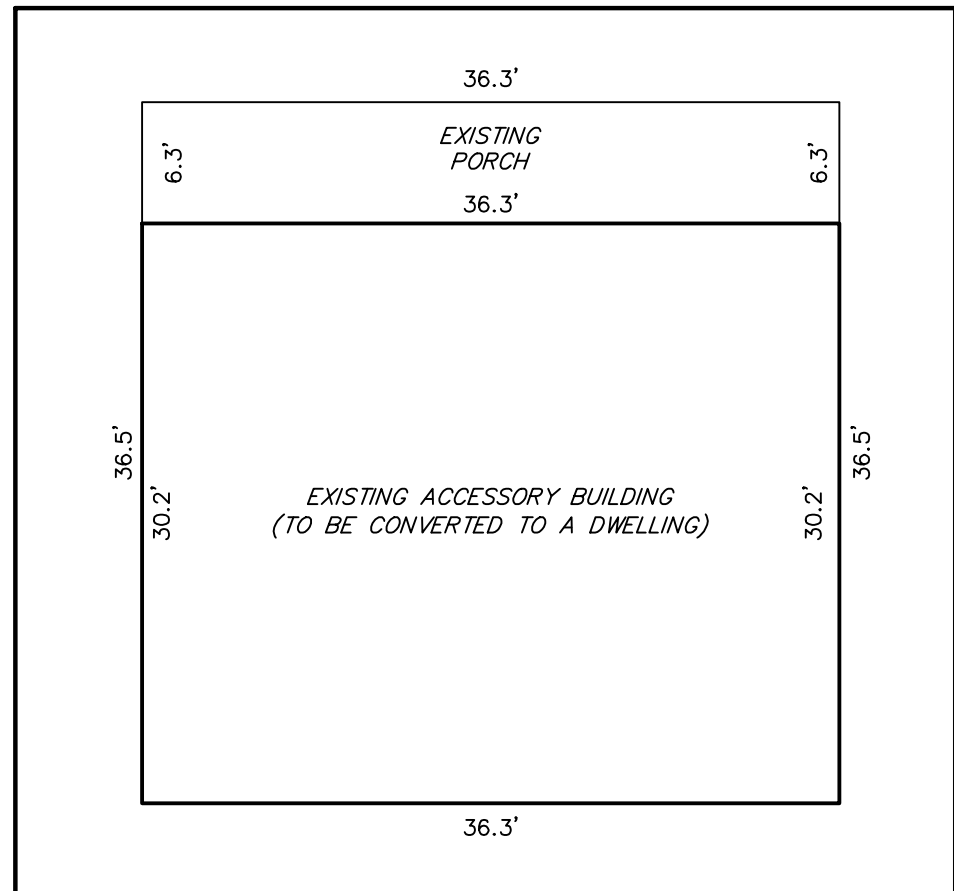 36.3'
EXISTING
PORCH
6.3'
6.3'
36.3'
36.5'
30.2'
EXISTING ACCESSORY BUILDING
(TO BE CONVERTED TO A DWELLING)
30.2'
36.5'
36.3'